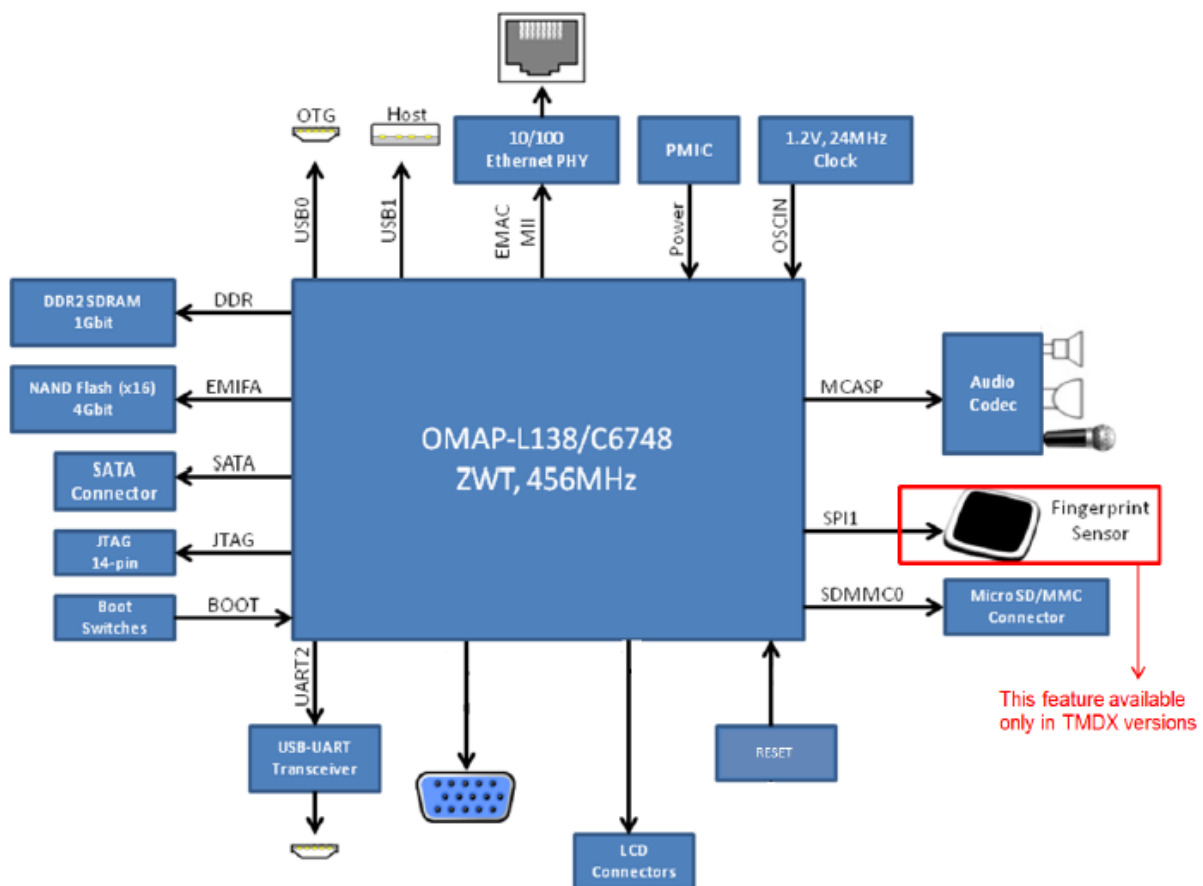 OTG
Host
10/100
Ethernet PHY
PMIC
1.2V, 24MHz
Clock
USB0
USB1
EMAC
MII
Power
OSCIN
DDR2 SDRAM
1Gbit
DDR
NAND Flash (x16)
4Gbit
EMIFA
SATA
Connector
SATA
JTAG
14-pin
JTAG
Boot
Switches
BOOT
OMAP-L138/C6748
ZWT, 456MHz
MCASP
Audio
Codec
SPI1
Fingerprint
Sensor
SDMMC0
MicroSD/MMC
Connector
This feature available
only in TMDX versions
UART2
USB-UART
Transceiver
RESET
LCD
Connectors